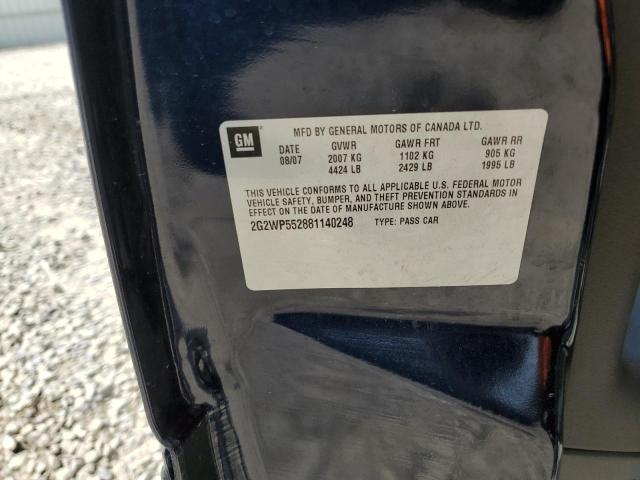 GM
MFD BY GENERAL MOTORS OF CANADA LTD.
DATE GVWR GAWR FRT GAWR RR
08/07 2007 KG 1102 KG 905 KG
4424 LB 2429 LB 1995 LB
THIS VEHICLE CONFORMS TO ALL APPLICABLE U.S. FEDERAL MOTOR
VEHICLE SAFETY, BUMPER, AND THEFT PREVENTION STANDARDS IN
EFFECT ON THE DATE OF MANUFACTURE SHOWN ABOVE.
2G2WP552881140248 TYPE: PASS CAR